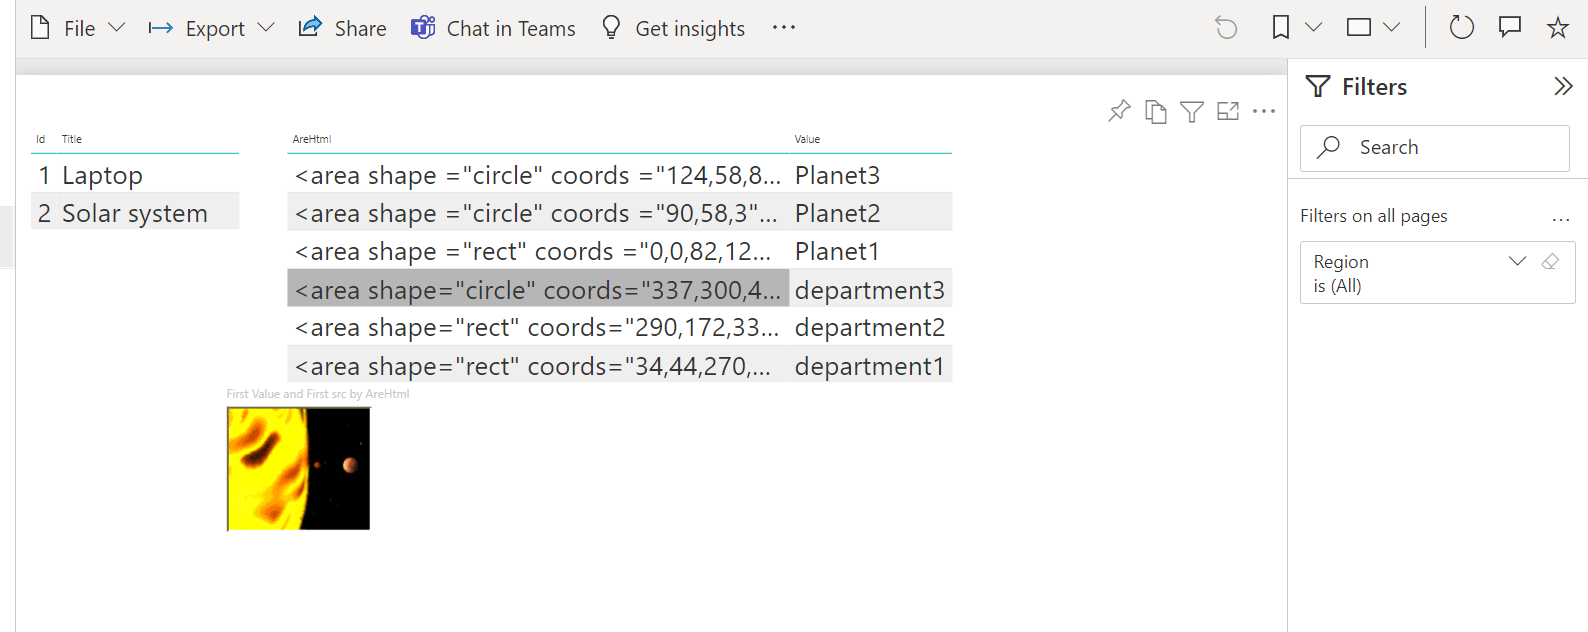 File Export Share Chat in Teams Get insights ...
Filters
Search
Filters on all pages ...
Region
is (All)
Id Title
1 Laptop
2 Solar system
AreHtml Value
<area shape ="circle" coords ="124,58,8... Planet3
<area shape ="circle" coords ="90,58,3"... Planet2
<area shape ="rect" coords ="0,0,82,12... Planet1
<area shape="circle" coords="337,300,4... department3
<area shape="rect" coords="290,172,33... department2
<area shape="rect" coords="34,44,270,... department1
First Value and First src by AreHtml